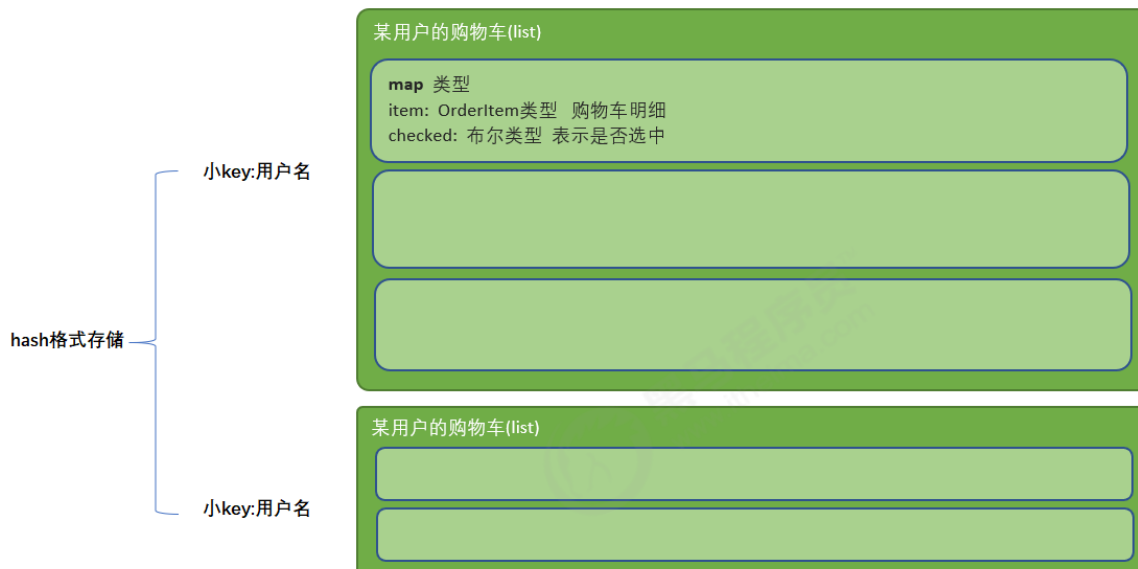 某用户的购物车(list)
map 类型
item: OrderItem类型 购物车明细
checked: 布尔类型 表示是否选中
小key:用户名
hash格式存储
某用户的购物车(list)
小key:用户名